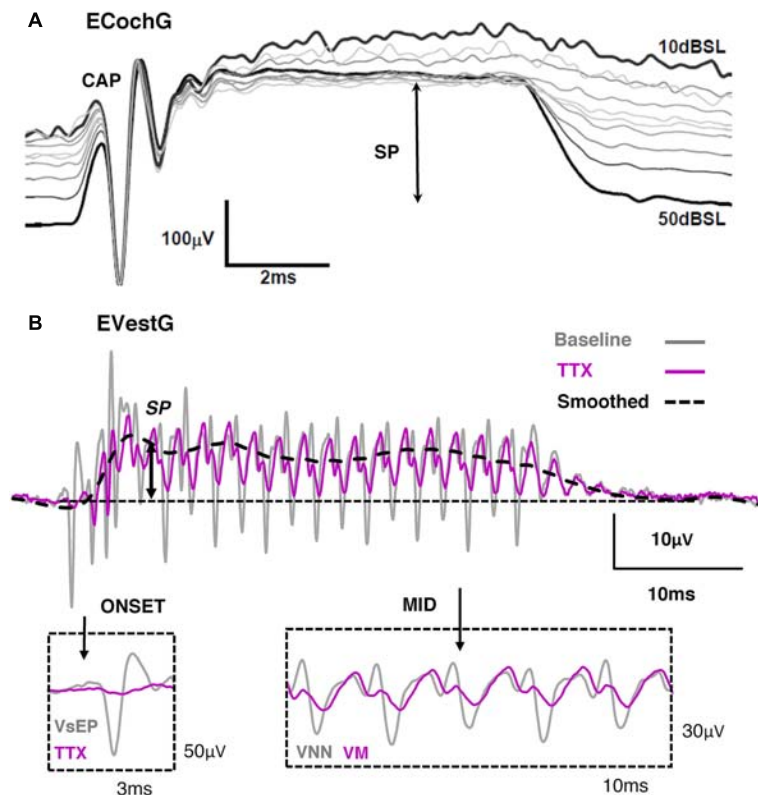 A
ECochG
CAP
10dBSL
SP
50dBSL
100μV
2ms
B
EVestG
Baseline
TTX
Smoothed
SP
10μV
10ms
ONSET
MID
VsEP
TTX
50μV
3ms
VNN VM
30μV
10ms